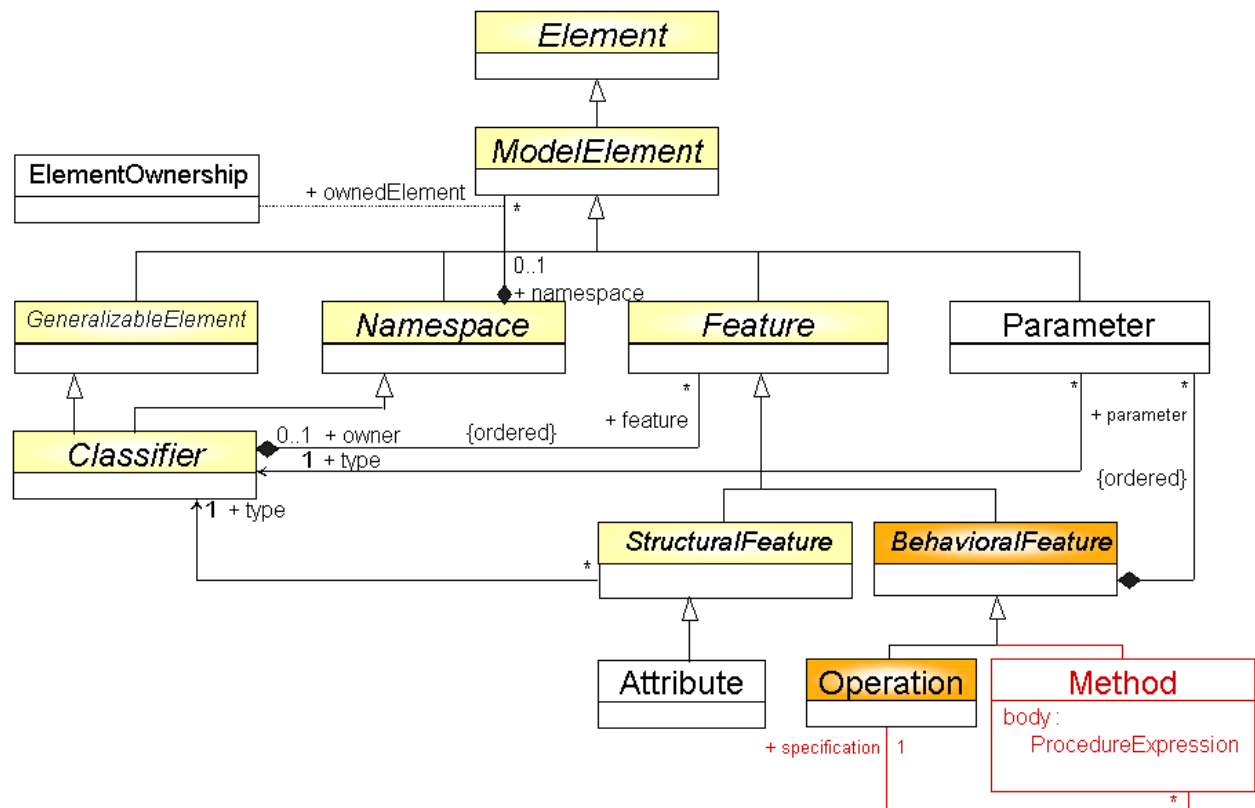 Element
ModelElement
ElementOwnership
+ ownedElement
*
0..1
+ namespace
GeneralizableElement
Namespace
Feature
Parameter
*
*
*
+ feature
+ parameter
0..1 + owner
{ordered}
Classifier
1 + type
{ordered}
1 + type
StructuralFeature
BehavioralFeature
*
Attribute
Operation
Method
body :
ProcedureExpression
+ specification
1
*